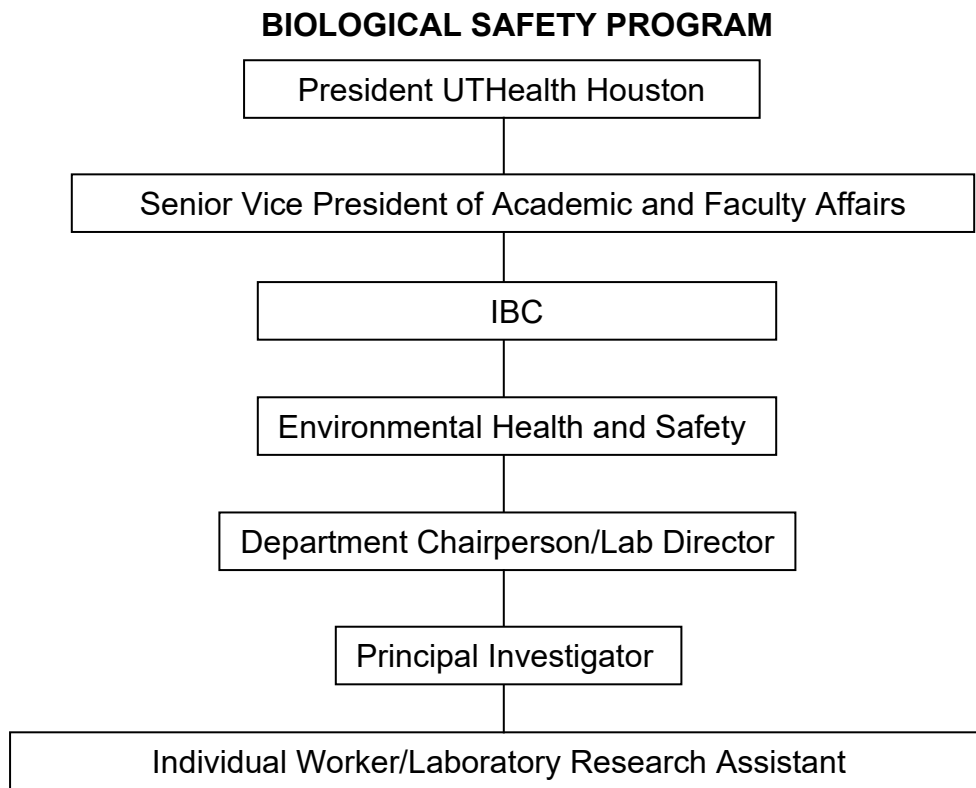 BIOLOGICAL SAFETY PROGRAM
President UTHealth Houston
Senior Vice President of Academic and Faculty Affairs
IBC
Environmental Health and Safety
Department Chairperson/Lab Director
Principal Investigator
Individual Worker/Laboratory Research Assistant